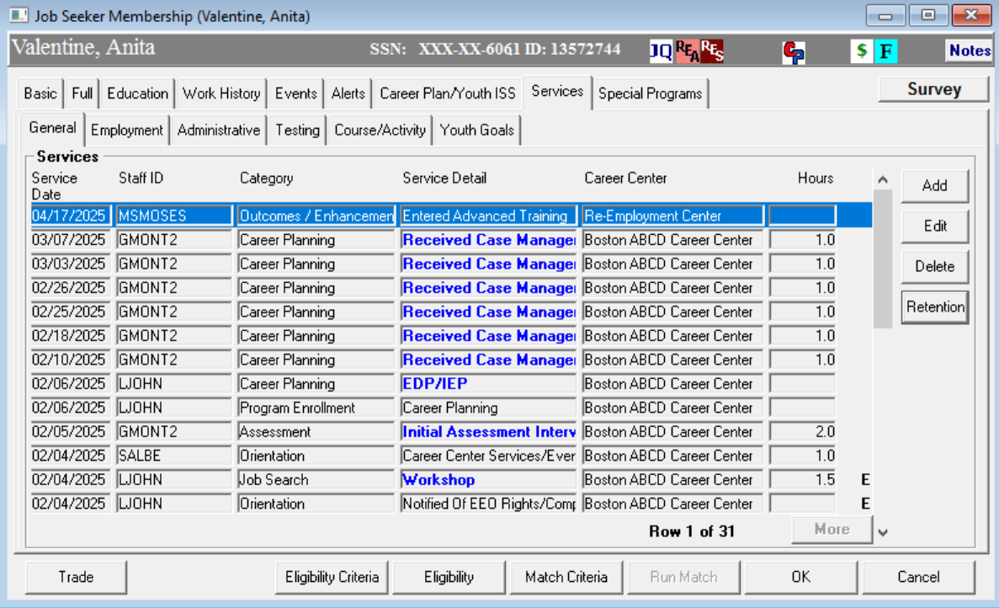 Job Seeker Membership (Valentine, Anita)
Valentine, Anita SSN: XXX-XX-6061 ID: 13572744 JQ REA RES CP $ F Notes
Basic Full Education Work History Events Alerts Career Plan/Youth ISS Services Special Programs Survey
General Employment Administrative Testing Course/Activity Youth Goals
Services
Service Date Staff ID Category Service Detail Career Center Hours
04/17/2025 MSMOSES Outcomes / Enhancemen Entered Advanced Training Re-Employment Center
03/07/2025 GMONT2 Career Planning Received Case Manage Boston ABCD Career Center 1.0
03/03/2025 GMONT2 Career Planning Received Case Manage Boston ABCD Career Center 1.0
02/26/2025 GMONT2 Career Planning Received Case Manage Boston ABCD Career Center 1.0
02/25/2025 GMONT2 Career Planning Received Case Manage Boston ABCD Career Center 1.0
02/18/2025 GMONT2 Career Planning Received Case Manage Boston ABCD Career Center 1.0
02/10/2025 GMONT2 Career Planning Received Case Manage Boston ABCD Career Center 1.0
02/06/2025 LJOHN Career Planning EDP/IEP Boston ABCD Career Center
02/06/2025 LJOHN Program Enrollment Career Planning Boston ABCD Career Center
02/05/2025 GMONT2 Assessment Initial Assessment Interv Boston ABCD Career Center 2.0
02/04/2025 SALBE Orientation Career Center Services/Ever Boston ABCD Career Center 1.0
02/04/2025 LJOHN Job Search Workshop Boston ABCD Career Center 1.5 E
02/04/2025 LJOHN Orientation Notified Of EEO Rights/Comp Boston ABCD Career Center E
Add
Edit
Delete
Retention
Row 1 of 31 More
Trade Eligibility Criteria Eligibility Match Criteria Run Match OK Cancel